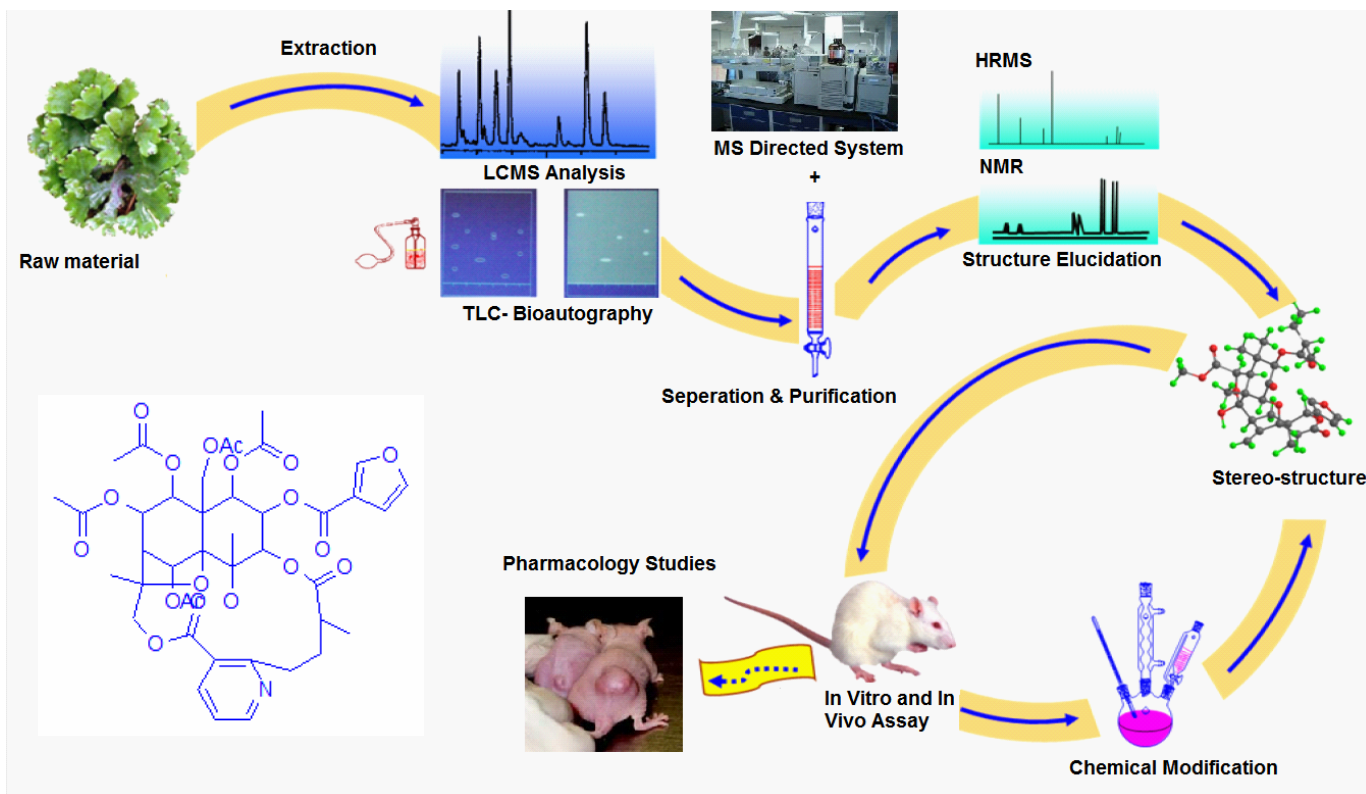 Extraction
HRMS
MS Directed System
+
LCMS Analysis
NMR
Raw material
Structure Elucidation
TLC- Bioautography
Seperation & Purification
Stereo-structure
O
O
OAc
O
O
O
O
O
O
O
O
O
O
O
O
OAc
O
O
O
N
Pharmacology Studies
In Vitro and In
Vivo Assay
Chemical Modification